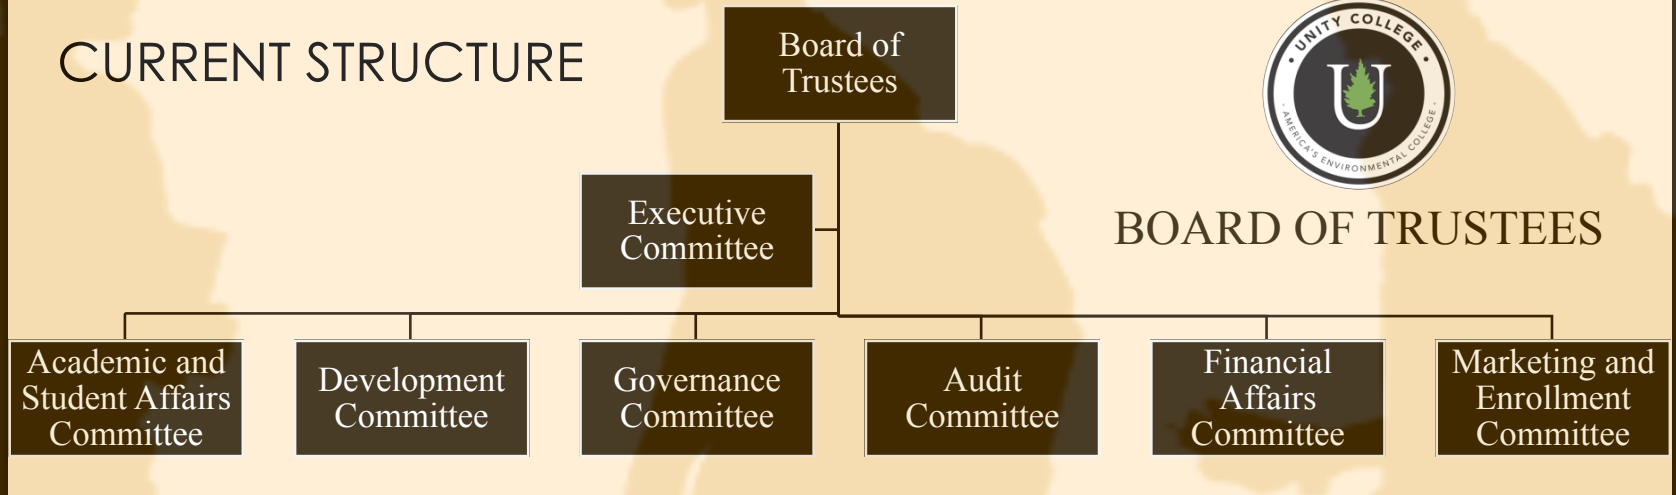 CURRENT STRUCTURE
Board of
Trustees
UNITY COLLEGE
U
AMERICA'S ENVIRONMENTAL COLLEGE
BOARD OF TRUSTEES
Executive
Committee
Academic and
Student Affairs
Committee
Development
Committee
Governance
Committee
Audit
Committee
Financial
Affairs
Committee
Marketing and
Enrollment
Committee